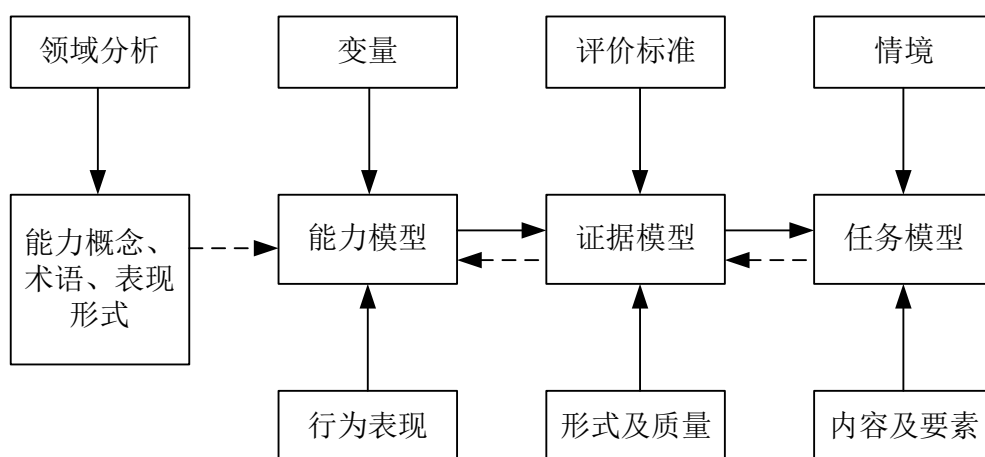 领域分析
变量
评价标准
情境
能力概念、
术语、表现
形式
能力模型
证据模型
任务模型
行为表现
形式及质量
内容及要素